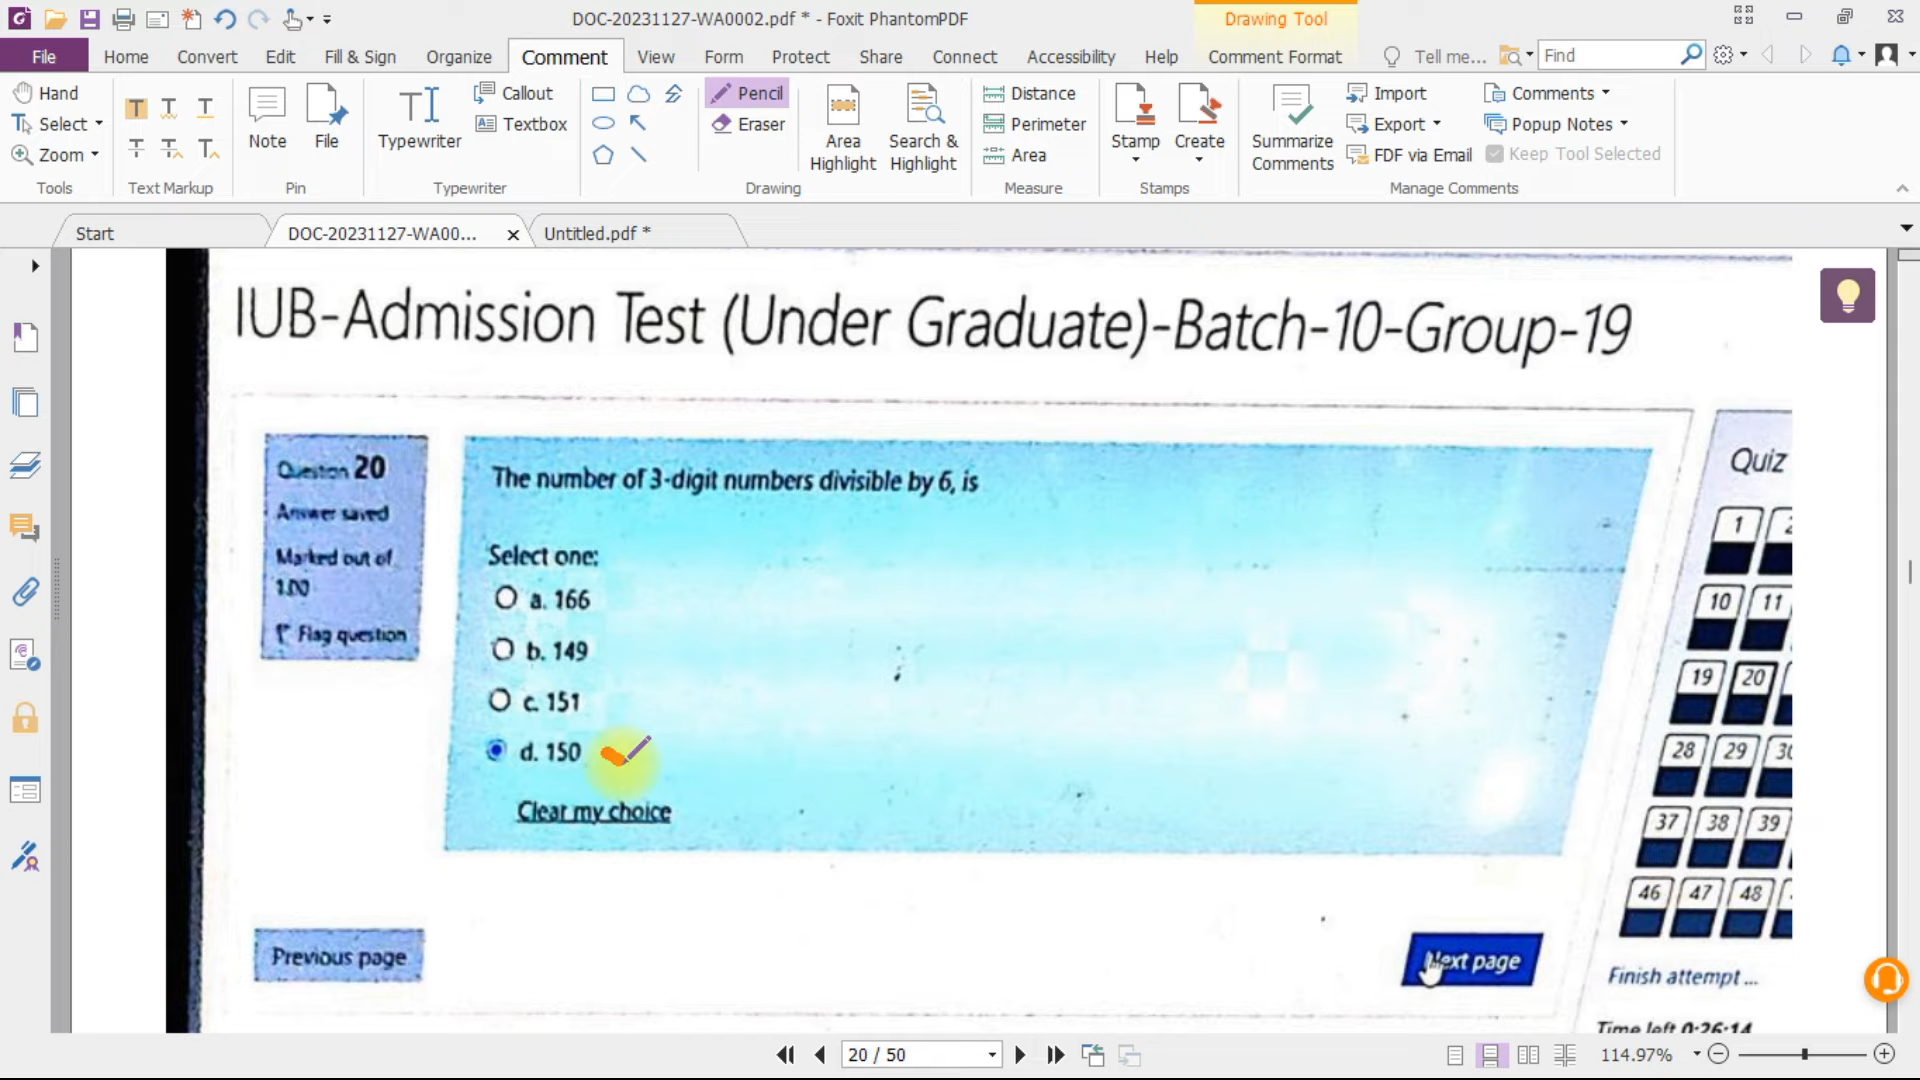 DOC-20231127-WA0002.pdf * - Foxit PhantomPDF
Drawing Tool
File
Home
Convert
Edit
Fill & Sign
Organize
Comment
View
Form
Protect
Share
Connect
Accessibility
Help
Comment Format
Tell me...
Find
Hand
Select
Zoom
Tools
Text Markup
Note
File
Pin
Typewriter
Callout
Textbox
Typewriter
Pencil
Eraser
Area Highlight
Search & Highlight
Drawing
Distance
Perimeter
Area
Measure
Stamp
Create
Stamps
Summarize Comments
Import
Export
FDF via Email
Comments
Popup Notes
Keep Tool Selected
Manage Comments
Start
DOC-20231127-WA00...
Untitled.pdf *
IUB-Admission Test (Under Graduate)-Batch-10-Group-19
Question 20
Answer saved
Marked out of
1.00
Flag question
The number of 3-digit numbers divisible by 6, is
Select one:
a. 166
b. 149
c. 151
d. 150
Clear my choice
Previous page
Next page
Quiz
1
10 11
19 20
28 29
37 38 39
46 47 48
Finish attempt ...
Time left 0:26:14
20 / 50
114.97%